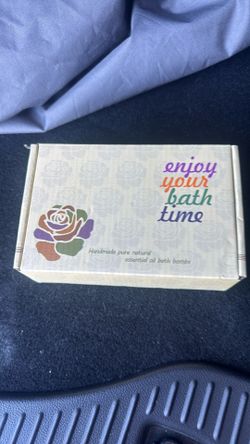 enjoy
your
bath
time
Handmade pure natural
essential oil bath bombs